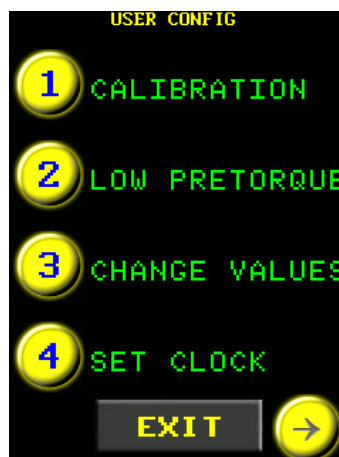 USER CONFIG
1 CALIBRATION
2 LOW PRETORQUE
3 CHANGE VALUES
4 SET CLOCK
EXIT